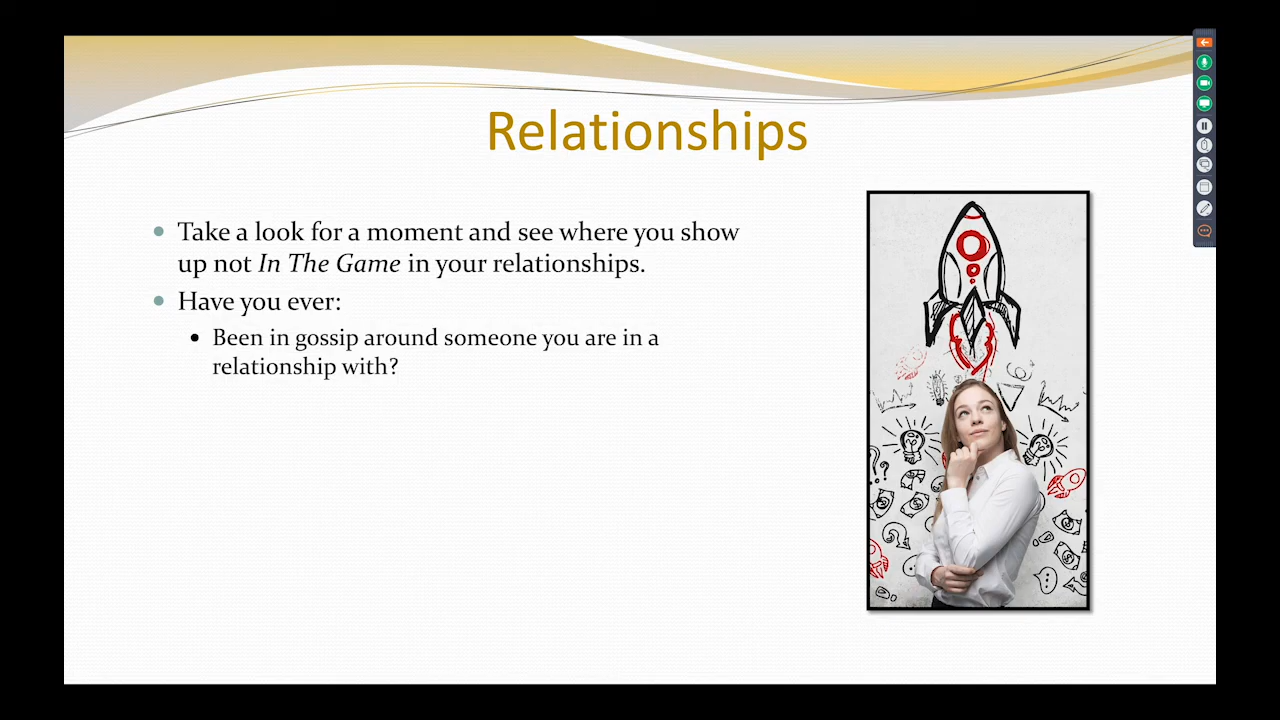 Relationships
Take a look for a moment and see where you show
up not In The Game in your relationships.
Have you ever:
Been in gossip around someone you are in a
relationship with?